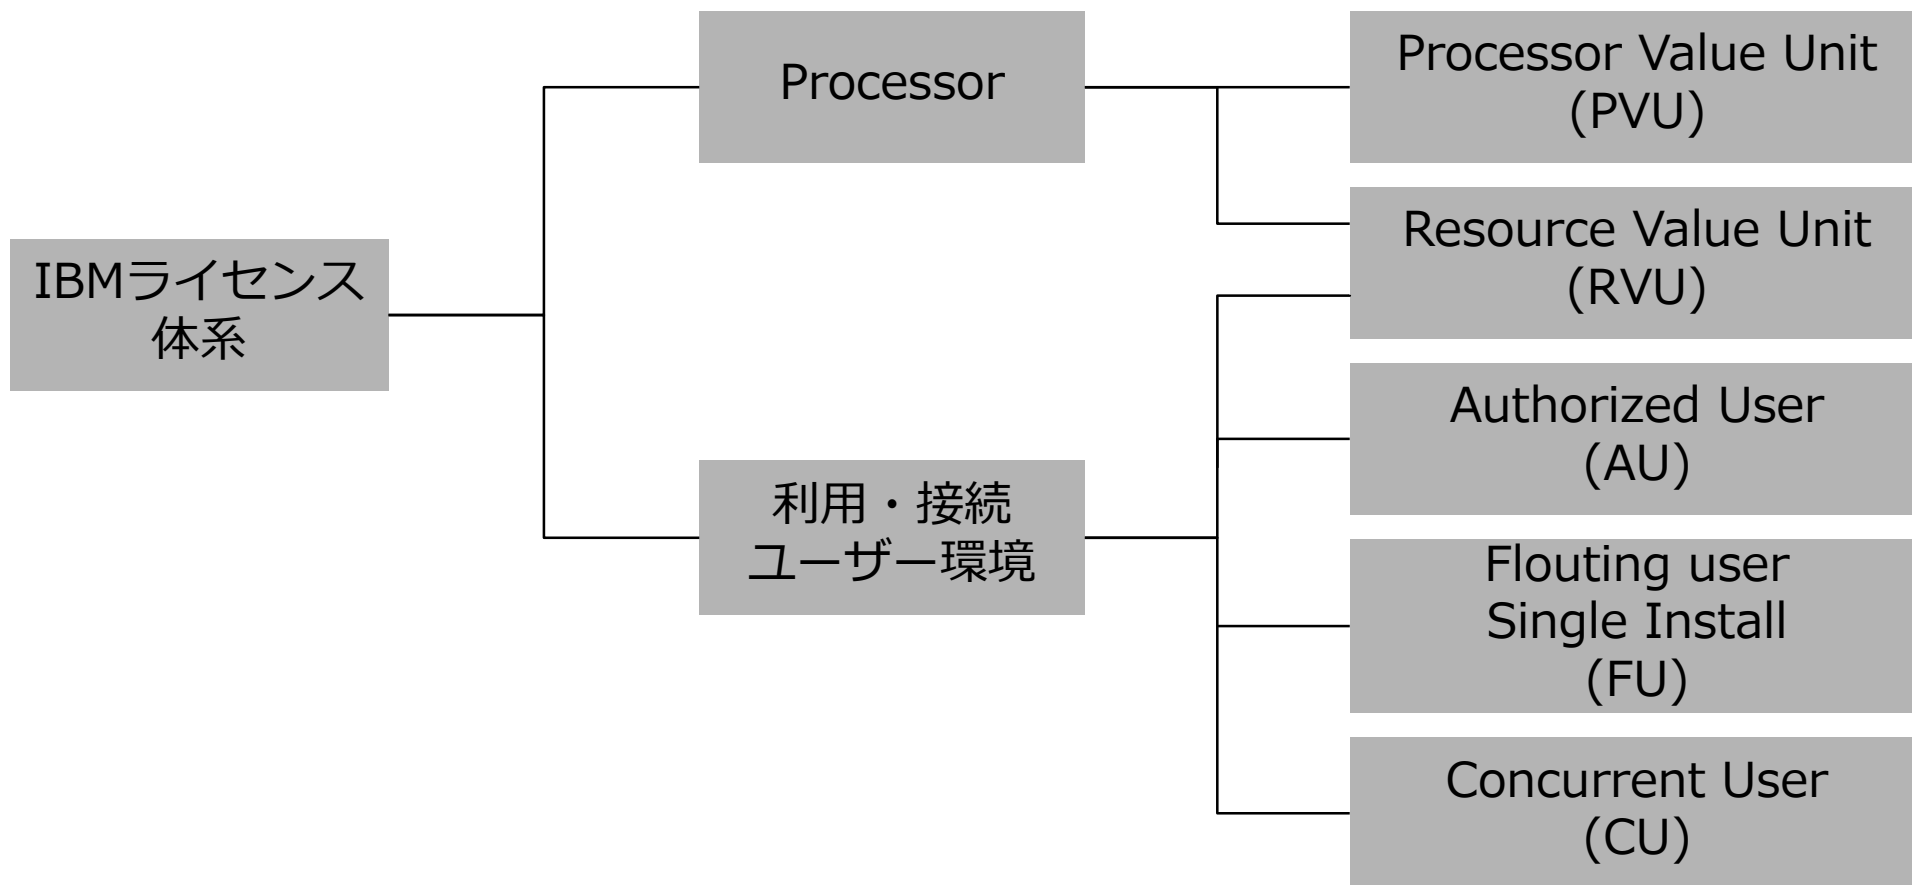 IBMライセンス
体系
Processor
利用・接続
ユーザー環境
Processor Value Unit
(PVU)
Resource Value Unit
(RVU)
Authorized User
(AU)
Flouting user
Single Install
(FU)
Concurrent User
(CU)